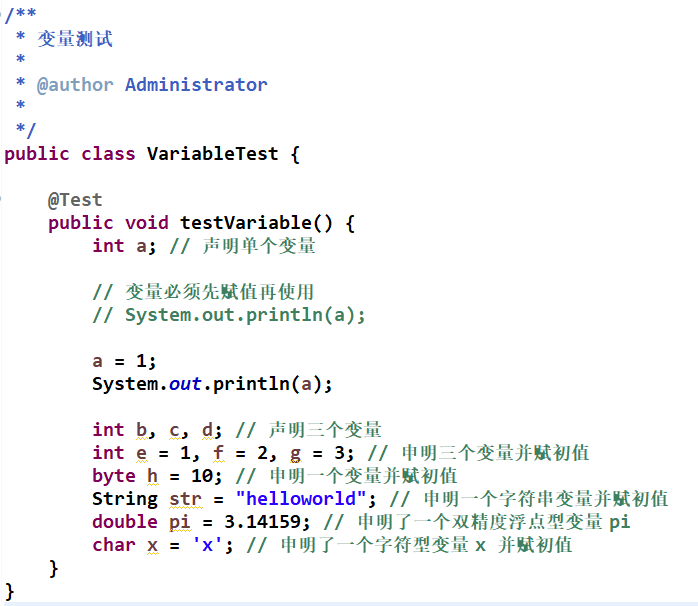 /**
 * 变量测试
 *
 * @author Administrator
 *
 */
public class VariableTest {
    @Test
    public void testVariable() {
        int a; // 声明单个变量
        // 变量必须先赋值再使用
        // System.out.println(a);
        a = 1;
        System.out.println(a);
        int b, c, d; // 声明三个变量
        int e = 1, f = 2, g = 3; // 申明三个变量并赋初值
        byte h = 10; // 申明一个变量并赋初值
        String str = "helloworld"; // 申明一个字符串变量并赋初值
        double pi = 3.14159; // 申明了一个双精度浮点型变量 pi
        char x = 'x'; // 申明了一个字符型变量 x 并赋初值
    }
}